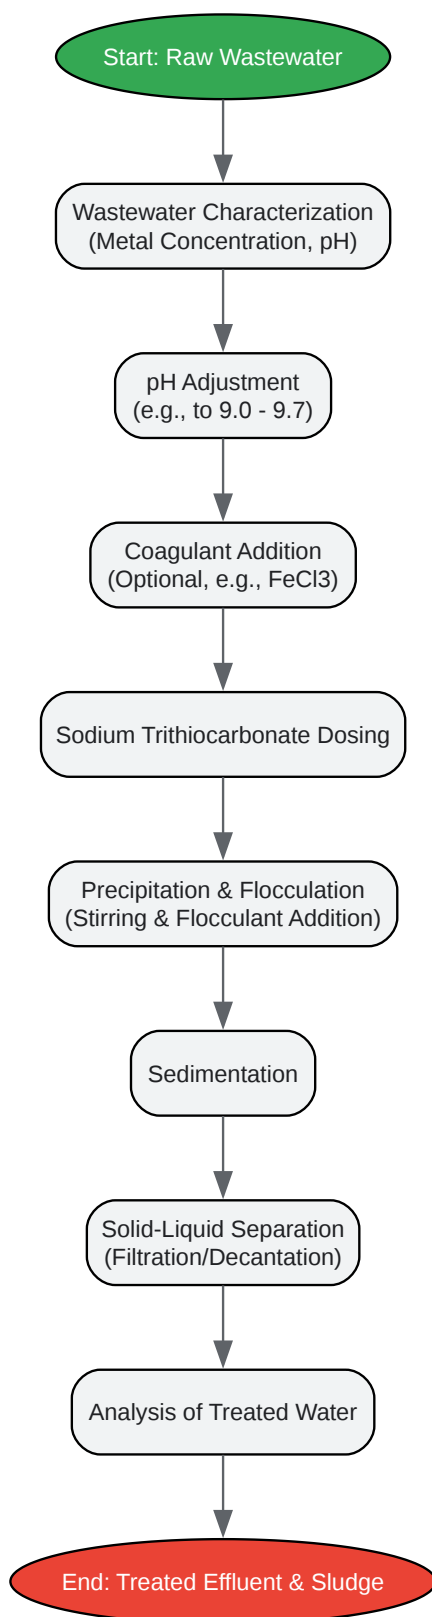 Start: Raw Wastewater
Wastewater Characterization
(Metal Concentration, pH)
pH Adjustment
(e.g., to 9.0 - 9.7)
Coagulant Addition
(Optional, e.g., FeCl3)
Sodium Trithiocarbonate Dosing
Precipitation & Flocculation
(Stirring & Flocculant Addition)
Sedimentation
Solid-Liquid Separation
(Filtration/Decantation)
Analysis of Treated Water
End: Treated Effluent & Sludge